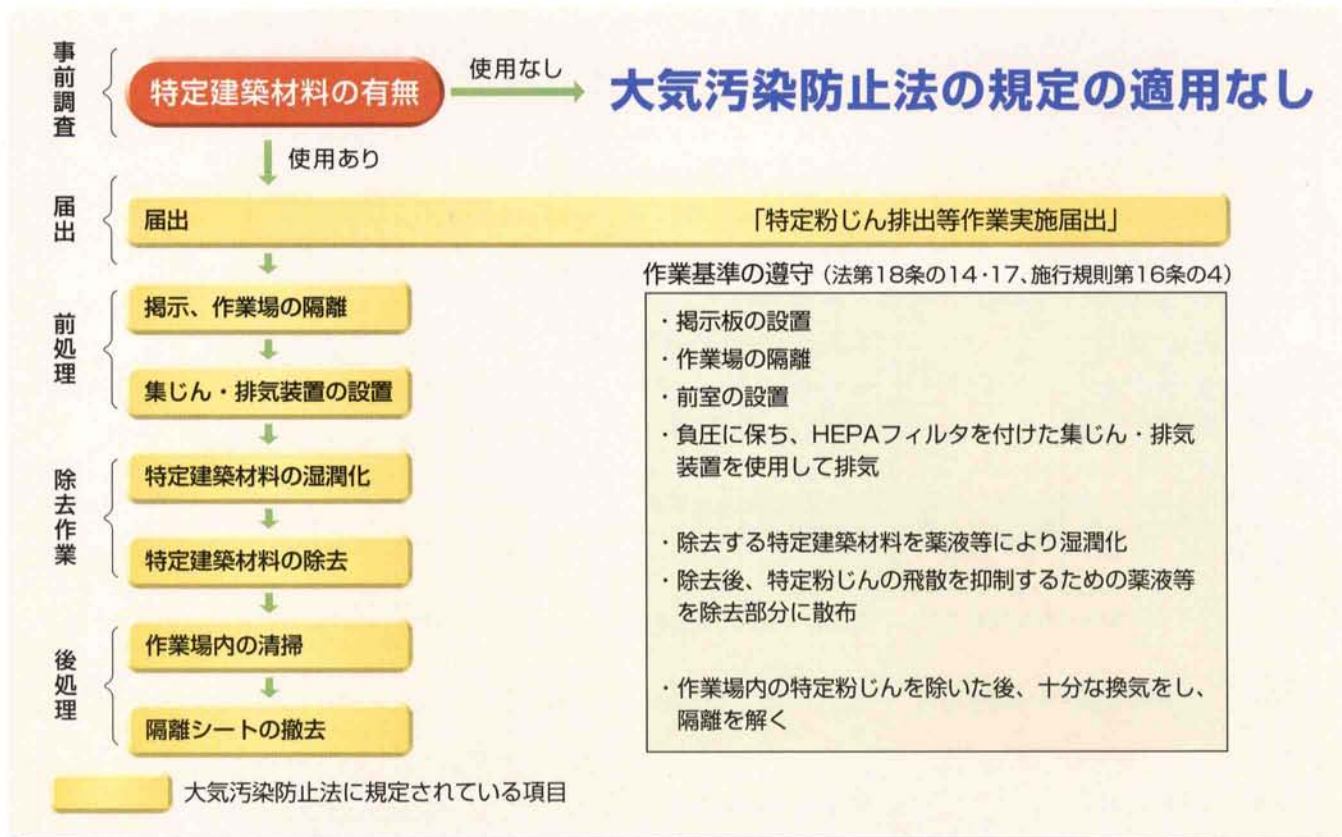 事前調査
特定建築材料の有無
使用なし
大気汚染防止法の規定の適用なし
使用あり
届出
届出
「特定粉じん排出等作業実施届出」
前処理
掲示、作業場の隔離
集じん・排気装置の設置
除去作業
特定建築材料の湿潤化
特定建築材料の除去
後処理
作業場内の清掃
隔離シートの撤去
作業基準の遵守（法第18条の14・17、施行規則第16条の4）
・掲示板の設置
・作業場の隔離
・前室の設置
・負圧に保ち、HEPAフィルタを付けた集じん・排気
装置を使用して排気
・除去する特定建築材料を薬液等により湿潤化
・除去後、特定粉じんの飛散を抑制するための薬液等
を除去部分に散布
・作業場内の特定粉じんを除いた後、十分な換気をし、
隔離を解く
大気汚染防止法に規定されている項目